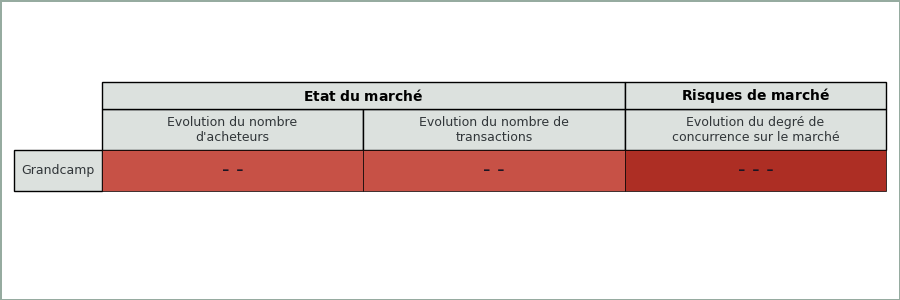 Etat du marché
Risques de marché
Evolution du nombre
d'acheteurs
Evolution du nombre de
transactions
Evolution du degré de
concurrence sur le marché
Grandcamp
– –
– –
– – –